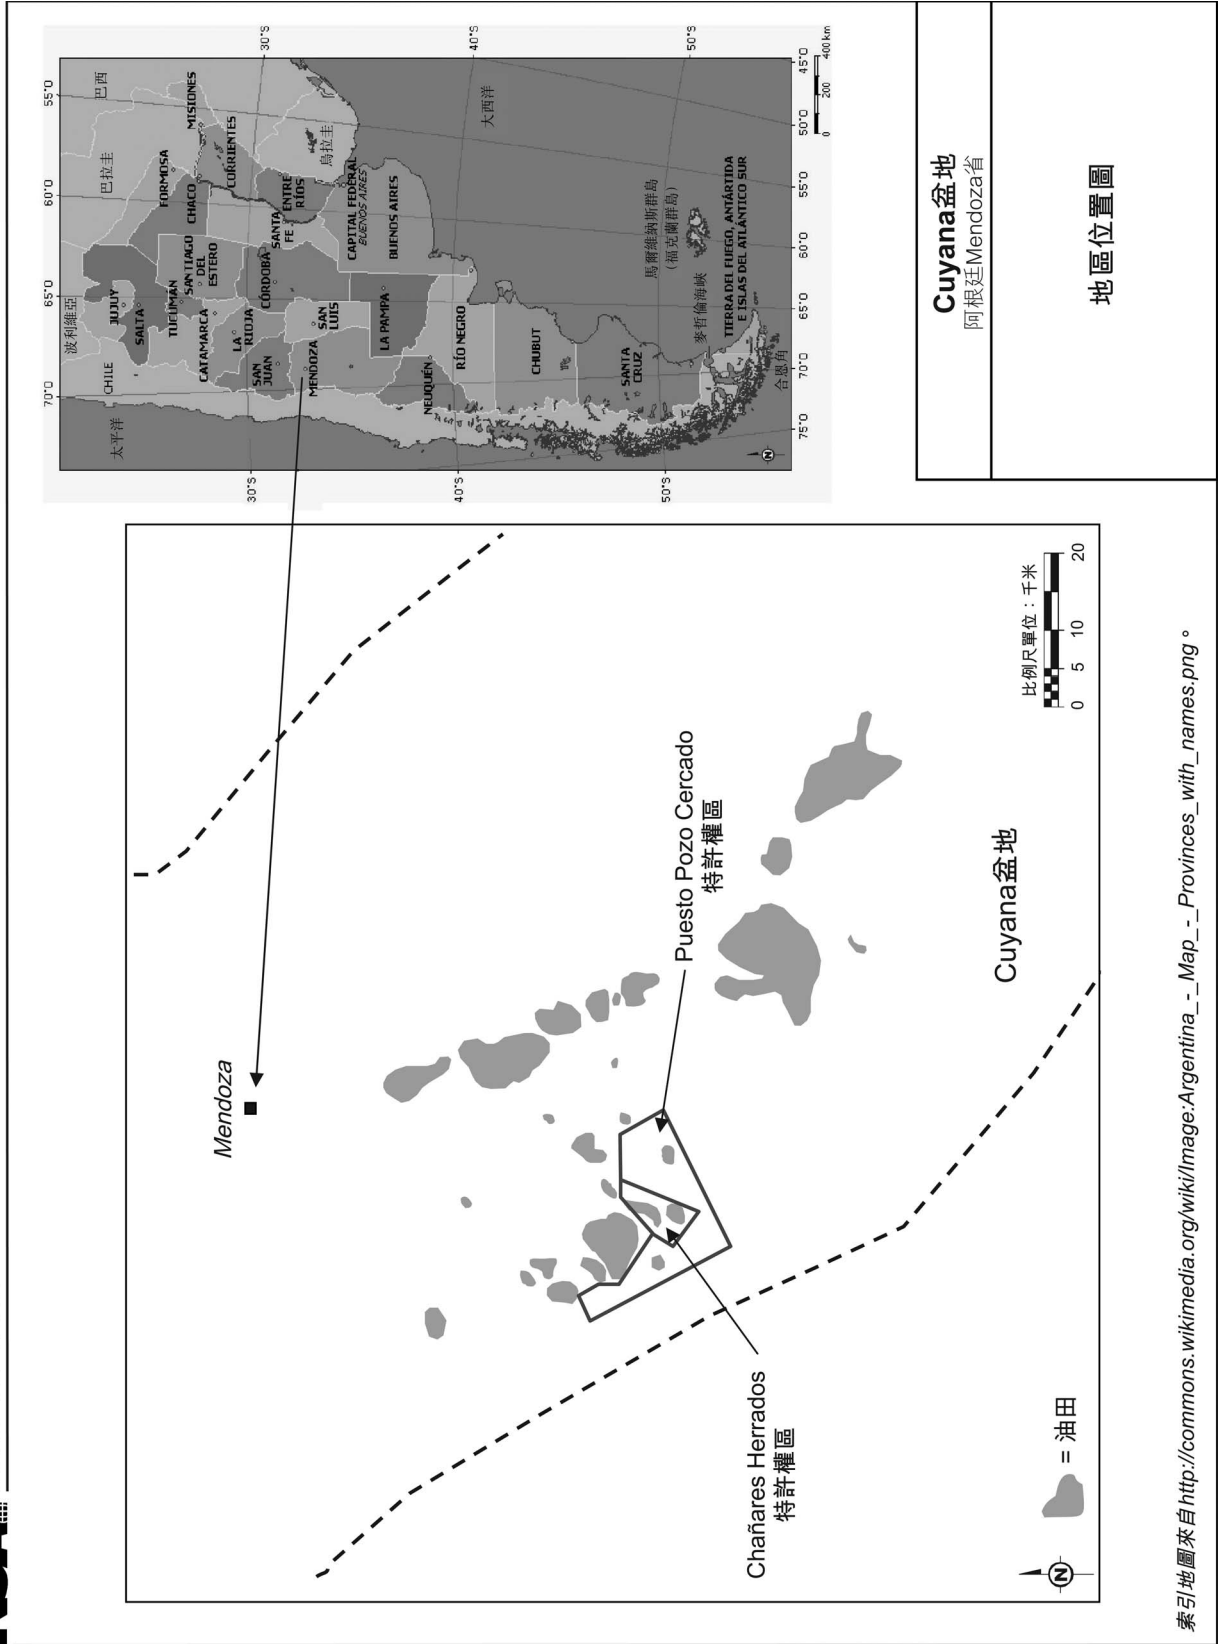 55°O
60°O
65°O
70°O
巴西
巴拉圭
波利維亞
CHILE
太平洋
30°S
40°S
50°S
30°S
40°S
50°S
MISIONES
FORMOSA
CORRIENTES
CHACO
JUJUY
SALTA
TUCUMÁN
SANTIAGO
DEL
ESTERO
CATAMARCA
LA
RIOJA
SAN
JUAN
CÓRDOBA
SANTA
FE
ENTRE
RÍOS
烏拉圭
SAN
LUIS
MENDOZA
CAPITAL FEDERAL
BUENOS AIRES
BUENOS AIRES
LA PAMPA
NEUQUÉN
RÍO NEGRO
CHUBUT
SANTA
CRUZ
大西洋
馬爾維納斯群島
(福克蘭群島)
麥哲倫海峽
TIERRA DEL FUEGO, ANTÁRTIDA
E ISLAS DEL ATLÁNTICO SUR
合恩角
45°O
50°O
55°O
60°O
65°O
70°O
75°O
0 200 400 km
N
Mendoza
Puesto Pozo Cercado
特許權區
Chañares Herrados
特許權區
Cuyana盆地
比例尺單位：千米
0 5 10 20
= 油田
N
Cuyana盆地
阿根廷Mendoza省
地區位置圖
索引地圖來自http://commons.wikimedia.org/wiki/Image:Argentina_-_Map_-_Provinces_with_names.png。